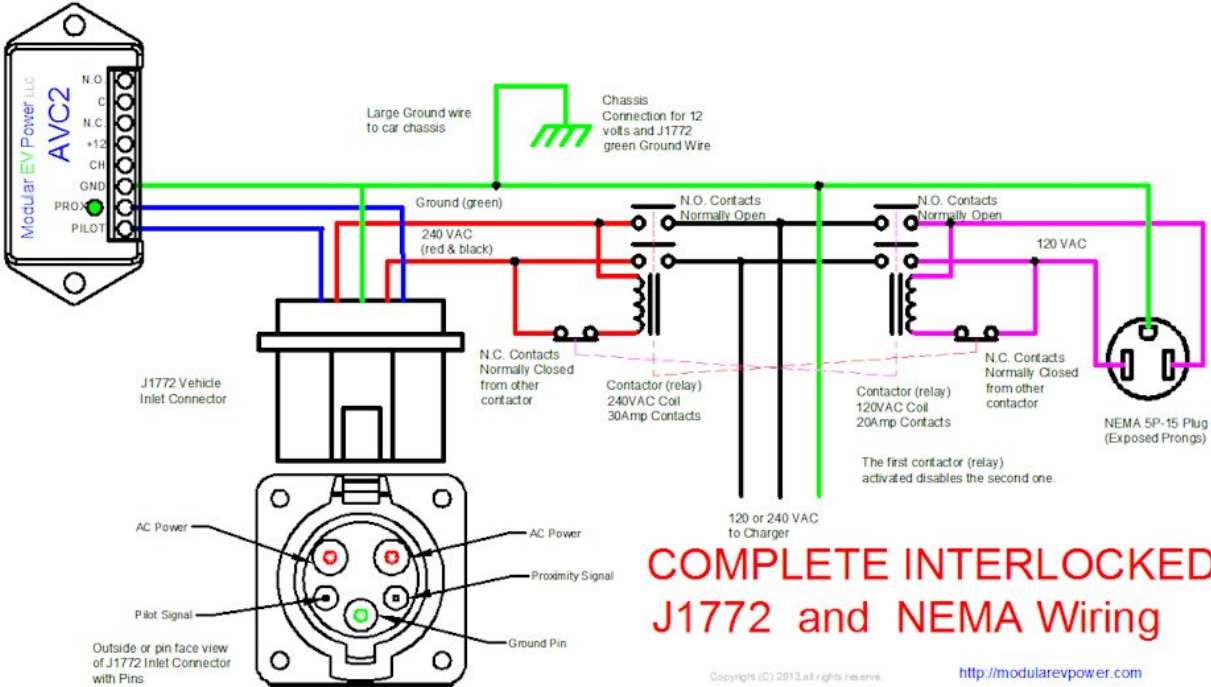 Modular EV Power LLC
AVC2
N.O.
C
N.C.
+12
CH
GND
PROX
PILOT
Large Ground wire
to car chassis
Chassis
Connection for 12
volts and J1772
green Ground Wire
Ground (green)
240 VAC
(red & black)
N.O. Contacts
Normally Open
N.O. Contacts
Normally Open
120 VAC
J1772 Vehicle
Inlet Connector
N.C. Contacts
Normally Closed
from other
contactor
Contactor (relay)
240VAC Coil
30Amp Contacts
Contactor (relay)
120VAC Coil
20Amp Contacts
N.C. Contacts
Normally Closed
from other
contactor
NEMA 5P-15 Plug
(Exposed Prongs)
The first contactor (relay)
activated disables the second one.
120 or 240 VAC
to Charger
AC Power
AC Power
Proximity Signal
Pilot Signal
Ground Pin
Outside or pin face view
of J1772 Inlet Connector
with Pins
COMPLETE INTERLOCKED
J1772 and NEMA Wiring
Copyright (C) 2013,all rights reserve.
http://modularevpower.com